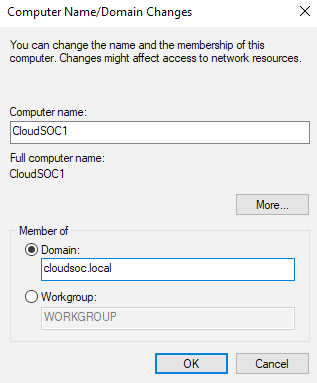 Computer Name/Domain Changes
You can change the name and the membership of this
computer. Changes might affect access to network resources.
Computer name:
CloudSOC1
Full computer name:
CloudSOC1
More...
Member of
Domain:
cloudsoc.local
Workgroup:
WORKGROUP
OK Cancel